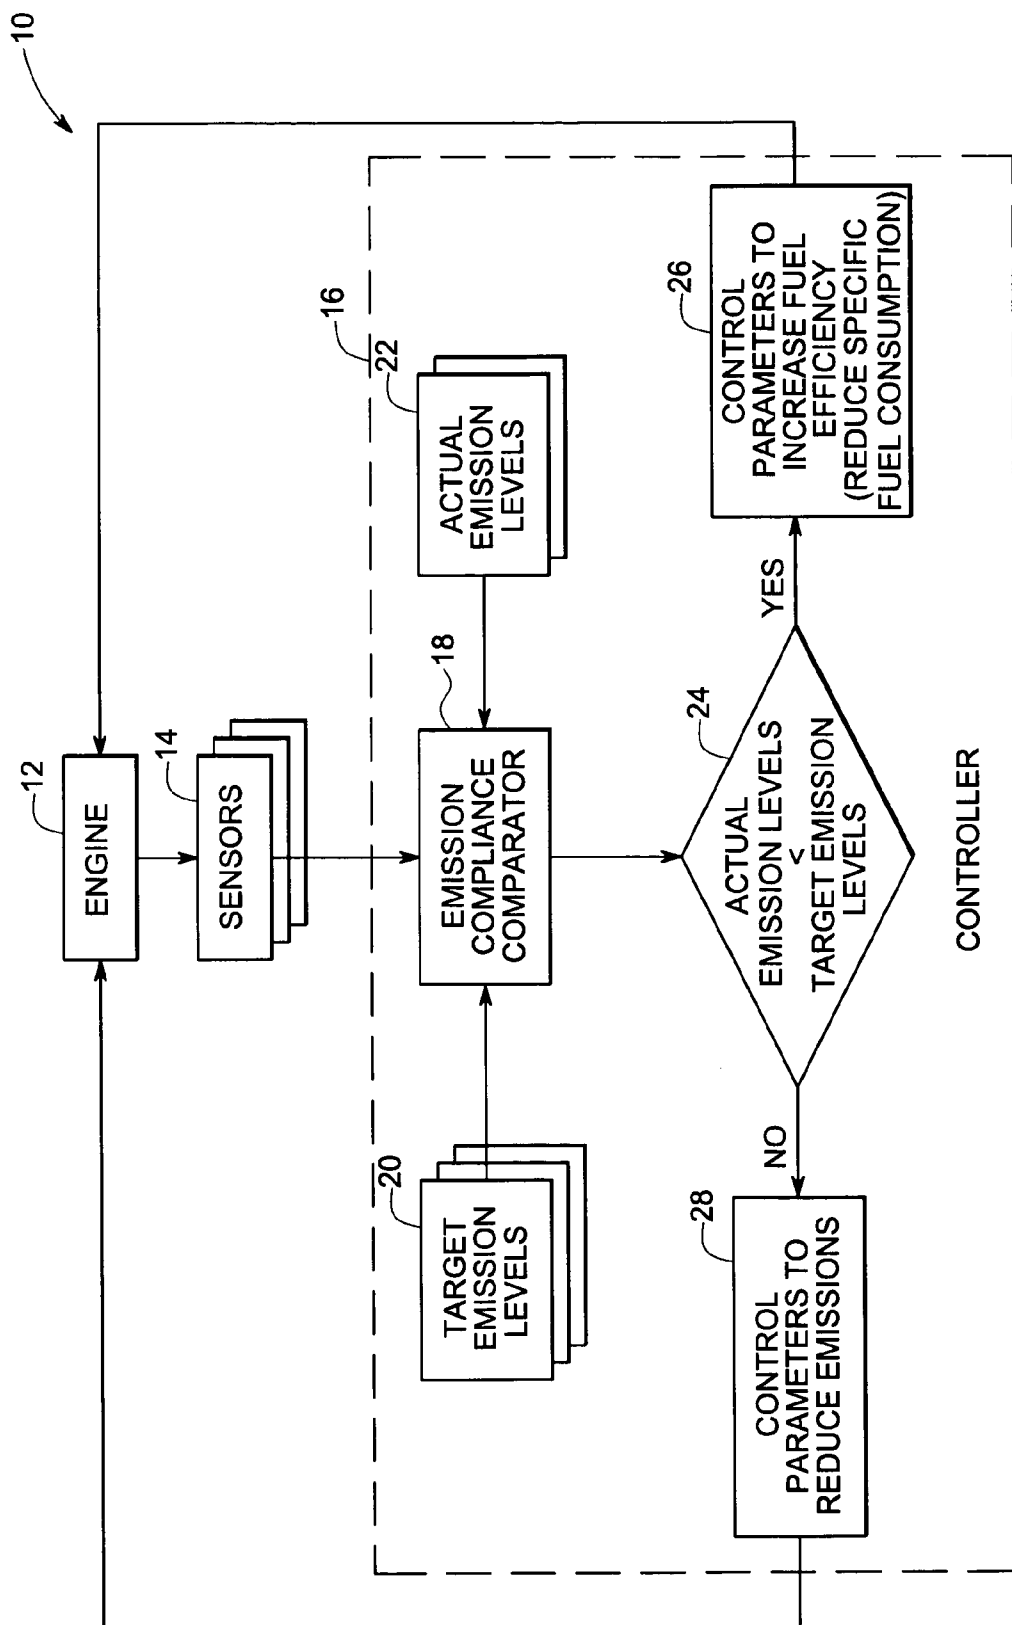 10
12
ENGINE
14
SENSORS
16
20
TARGET
EMISSION
LEVELS
18
EMISSION
COMPLIANCE
COMPARATOR
22
ACTUAL
EMISSION
LEVELS
24
ACTUAL
EMISSION LEVELS
<
TARGET EMISSION
LEVELS
NO
YES
28
CONTROL
PARAMETERS TO
REDUCE EMISSIONS
26
CONTROL
PARAMETERS TO
INCREASE FUEL
EFFICIENCY
(REDUCE SPECIFIC
FUEL CONSUMPTION)
CONTROLLER